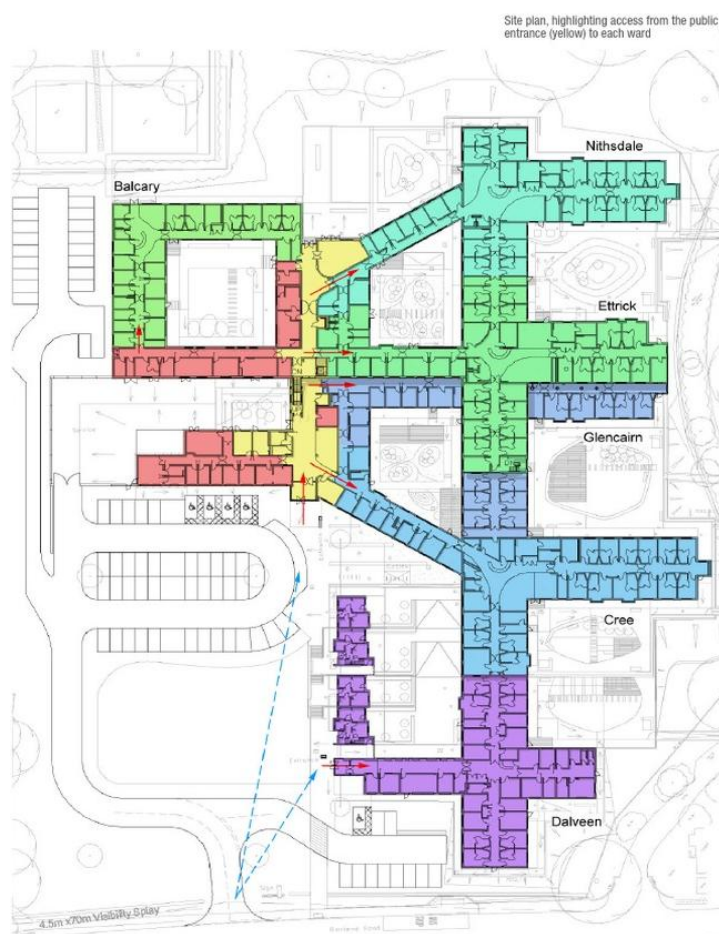 Site plan, highlighting access from the public
entrance (yellow) to each ward
Nithsdale
Balcary
Ettrick
Glencairn
Cree
Dalveen
4.5m x70m Visibility Splay